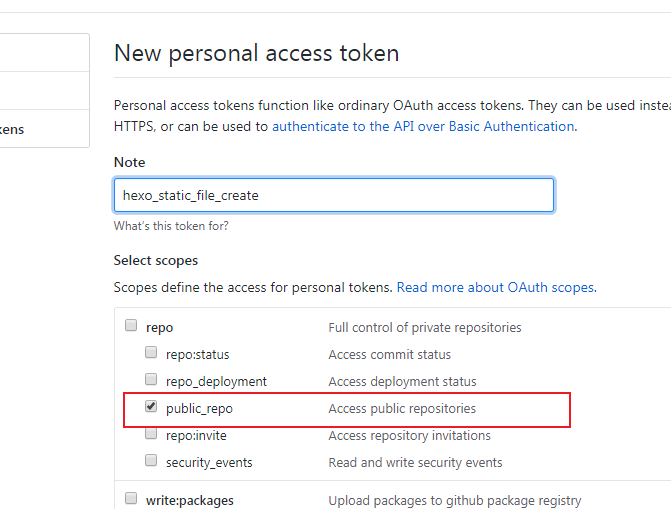 New personal access token
Personal access tokens function like ordinary OAuth access tokens. They can be used
kens
HTTPS, or can be used to authenticate to the API over Basic Authentication.
Note
hexo_static_file_create
What's this token for?
Select scopes
Scopes define the access for personal tokens. Read more about OAuth scopes.
repo Full control of private repositories
repo:status Access commit status
repo_deployment Access deployment status
public_repo Access public repositories
repo:invite Access repository invitations
security_events Read and write security events
write:packages Upload packages to github package registry